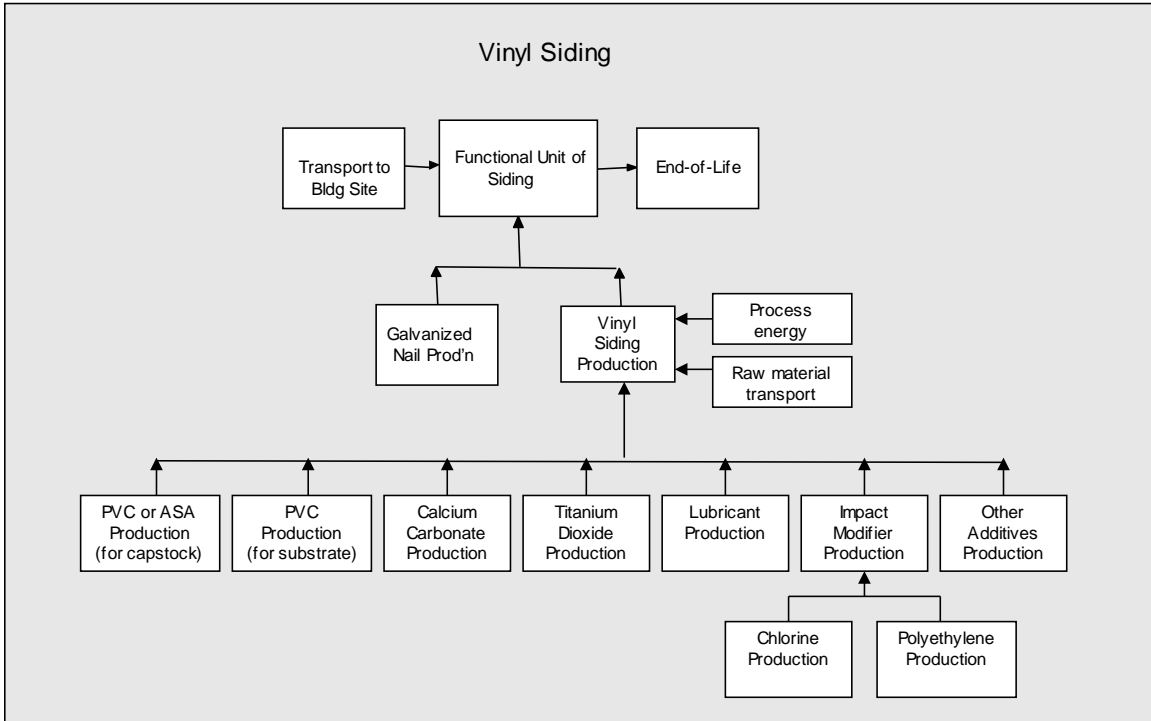 Vinyl Siding
Transport to
Bldg Site
Functional Unit of
Siding
End-of-Life
Galvanized
Nail Prod'n
Vinyl
Siding
Production
Process
energy
Raw material
transport
PVC or ASA
Production
(for capstock)
PVC
Production
(for substrate)
Calcium
Carbonate
Production
Titanium
Dioxide
Production
Lubricant
Production
Impact
Modifier
Production
Other
Additives
Production
Chlorine
Production
Polyethylene
Production